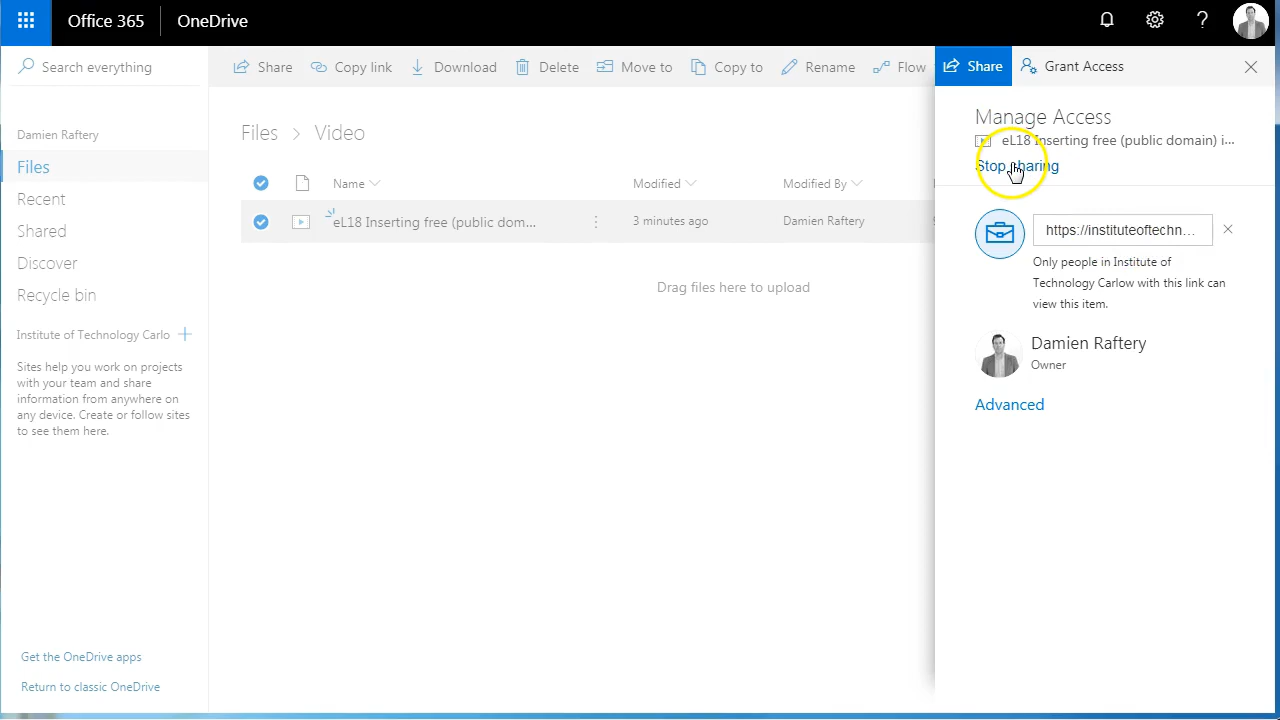 Office 365 OneDrive ?
Search everything
Damien Raftery
Files
Recent
Shared
Discover
Recycle bin
Institute of Technology Carlo
Sites help you work on projects
with your team and share
information from anywhere on
any device. Create or follow sites
to see them here.
Get the OneDrive apps
Return to classic OneDrive
Share Copy link Download Delete Move to Copy to Rename Flow
Files > Video
Name Modified Modified By
eL18 Inserting free (public dom... 3 minutes ago Damien Raftery
Drag files here to upload
Share Grant Access
Manage Access
eL18 Inserting free (public domain) i...
Stop sharing
https://instituteoftechn...
Only people in Institute of
Technology Carlow with this link can
view this item.
Damien Raftery
Owner
Advanced